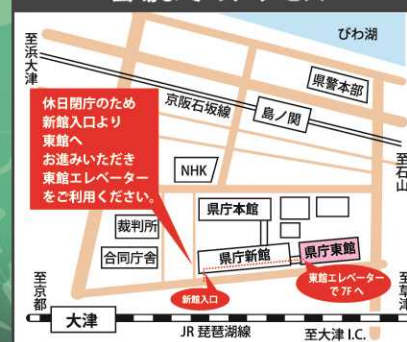 びわ湖
至浜大津
県警本部
京阪石坂線
島ノ関
至石山
休日閉庁のため
新館入口より
東館へ
お進みいただき
東館エレベーター
をご利用ください。
NHK
県庁本館
裁判所
合同庁舎
県庁新館
県庁東館
新館入口
東館エレベーター
で7Fへ
至京都
至草津
大津
JR 琵琶湖線
至大津 I.C.